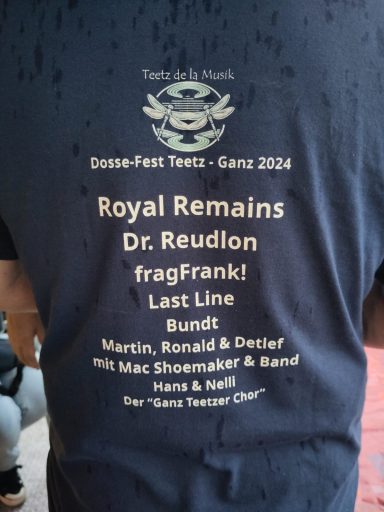 Teetz de la Musik
Dosse-Fest Teetz - Ganz 2024
Royal Remains
Dr. Reudlon
fragFrank!
Last Line
Bundt
Martin, Ronald & Detlef
mit Mac Shoemaker & Band
Hans & Nelli
Der "Ganz Teetzer Chor"